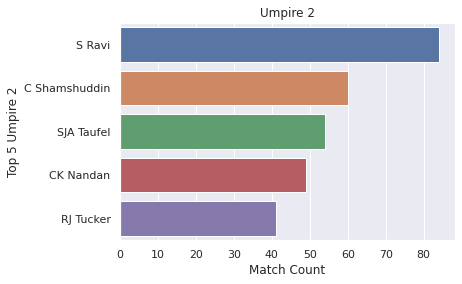 Umpire 2
Top 5 Umpire 2
S Ravi
C Shamshuddin
SJA Taufel
CK Nandan
RJ Tucker
0 10 20 30 40 50 60 70 80
Match Count